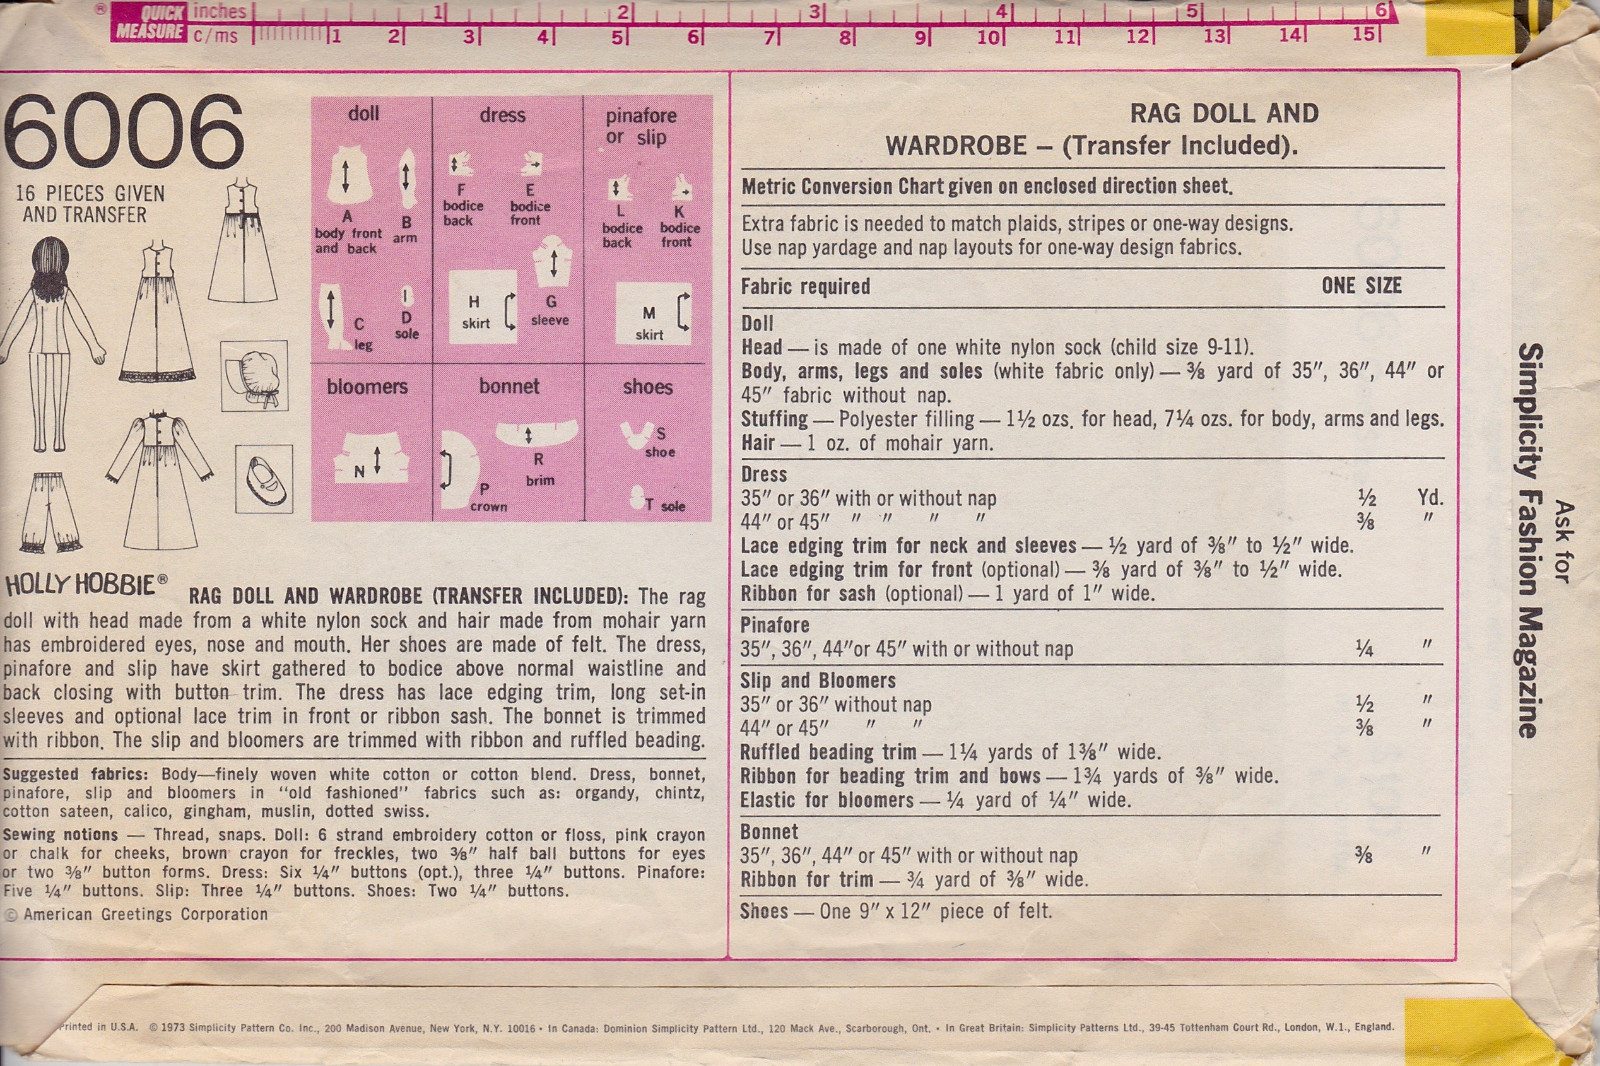 ® QUICK MEASURE inches 1 2 3 4 5 6
c/ms 1 2 3 4 5 6 7 8 9 10 11 12 13 14 15
6006
16 PIECES GIVEN
AND TRANSFER
doll
A
body front
and back
B
arm
C
leg
D
sole
dress
F
bodice
back
E
bodice
front
H
skirt
G
sleeve
pinafore
or slip
L
bodice
back
K
bodice
front
M
skirt
bloomers
N
bonnet
P
crown
R
brim
shoes
S
shoe
T sole
HOLLY HOBBIE® RAG DOLL AND WARDROBE (TRANSFER INCLUDED): The rag
doll with head made from a white nylon sock and hair made from mohair yarn
has embroidered eyes, nose and mouth. Her shoes are made of felt. The dress,
pinafore and slip have skirt gathered to bodice above normal waistline and
back closing with button trim. The dress has lace edging trim, long set-in
sleeves and optional lace trim in front or ribbon sash. The bonnet is trimmed
with ribbon. The slip and bloomers are trimmed with ribbon and ruffled beading.
Suggested fabrics: Body—finely woven white cotton or cotton blend. Dress, bonnet,
pinafore, slip and bloomers in "old fashioned" fabrics such as: organdy, chintz,
cotton sateen, calico, gingham, muslin, dotted swiss.
Sewing notions — Thread, snaps. Doll: 6 strand embroidery cotton or floss, pink crayon
or chalk for cheeks, brown crayon for freckles, two ⅜" half ball buttons for eyes
or two ⅜" button forms. Dress: Six ¼" buttons (opt.), three ¼" buttons. Pinafore:
Five ¼" buttons. Slip: Three ¼" buttons. Shoes: Two ¼" buttons.
© American Greetings Corporation
RAG DOLL AND
WARDROBE – (Transfer Included).
Metric Conversion Chart given on enclosed direction sheet.
Extra fabric is needed to match plaids, stripes or one-way designs.
Use nap yardage and nap layouts for one-way design fabrics.
Fabric required ONE SIZE
Doll
Head — is made of one white nylon sock (child size 9-11).
Body, arms, legs and soles (white fabric only) — ⅜ yard of 35", 36", 44" or
45" fabric without nap.
Stuffing — Polyester filling — 1½ ozs. for head, 7¼ ozs. for body, arms and legs.
Hair — 1 oz. of mohair yarn.
Dress
35" or 36" with or without nap ½ Yd.
44" or 45" " " " " ⅜ "
Lace edging trim for neck and sleeves — ½ yard of ⅜" to ½" wide.
Lace edging trim for front (optional) — ⅜ yard of ⅜" to ½" wide.
Ribbon for sash (optional) — 1 yard of 1" wide.
Pinafore
35", 36", 44"or 45" with or without nap ¼ "
Slip and Bloomers
35" or 36" without nap ½ "
44" or 45" " " ⅜ "
Ruffled beading trim — 1¼ yards of 1⅜" wide.
Ribbon for beading trim and bows — 1¾ yards of ⅜" wide.
Elastic for bloomers — ¼ yard of ¼" wide.
Bonnet
35", 36", 44" or 45" with or without nap ⅜ "
Ribbon for trim — ¾ yard of ⅜" wide.
Shoes — One 9" x 12" piece of felt.
Ask for
Simplicity Fashion Magazine
Printed in U.S.A. © 1973 Simplicity Pattern Co. Inc., 200 Madison Avenue, New York, N.Y. 10016 • In Canada: Dominion Simplicity Pattern Ltd., 120 Mack Ave., Scarborough, Ont. • In Great Britain: Simplicity Patterns Ltd., 39-45 Tottenham Court Rd., London, W.1., England.